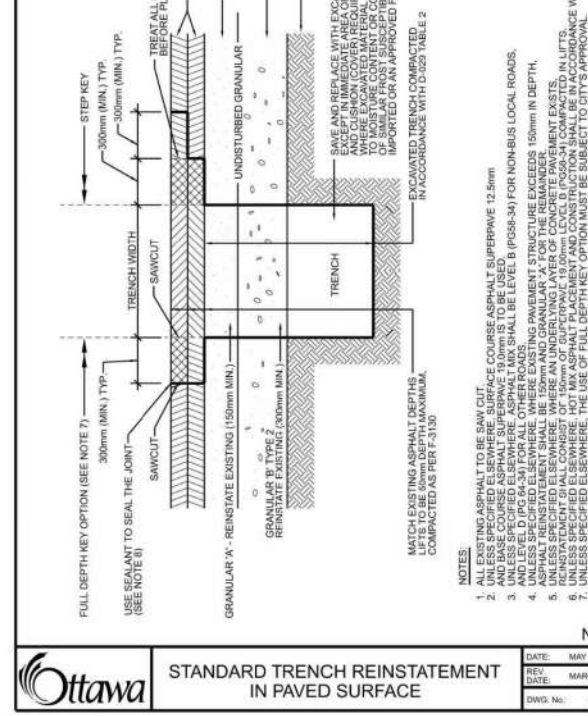 FULL DEPTH KEY OPTION (SEE NOTE 7)
STEP KEY
300mm (MIN.) TYP.
TRENCH WIDTH
300mm (MIN.) TYP.
300mm (MIN.) TYP.
TREAT ALL
BEFORE
USE SEALANT TO SEAL THE JOINT
(SEE NOTE 8)
SAWCUT
SAWCUT
GRANULAR 'A' - REINSTATE EXISTING (150mm MIN.)
UNDISTURBED GRANULAR
GRANULAR 'B' TYPE 2
REINSTATE EXISTING (300mm MIN.)
TRENCH
SAVE AND REPLACE WITH
EXCEPT IN IMMEDIATE AREA
AND CUSHION (COVER)
WHERE EXCAVATED MATERIAL
TO MOISTURE CONTENT OR
OF SIMILAR FROST
IMPORTED OR AN APPROVED
MATCH EXISTING ASPHALT DEPTHS
LIFTS TO BE 50mm DEPTH MAXIMUM,
COMPACTED AS PER F-3130
EXCAVATED TRENCH COMPACTED
IN ACCORDANCE WITH D-029 TABLE 2
NOTES:
1. ALL EXISTING ASPHALT TO BE SAW CUT.
2. UNLESS SPECIFIED ELSEWHERE, SURFACE COURSE ASPHALT SUPERPAVE 12.5mm
AND BASE COURSE ASPHALT SUPERPAVE 19.0mm IS TO BE USED.
3. UNLESS SPECIFIED ELSEWHERE, ASPHALT MIX SHALL BE LEVEL B (PG58-34) FOR NON-BUS LOCAL ROADS,
AND LEVEL D (PG 64-34) FOR ALL OTHER ROADS.
4. UNLESS SPECIFIED ELSEWHERE, WHERE EXISTING PAVEMENT STRUCTURE EXCEEDS 150mm IN DEPTH,
ASPHALT REINSTATEMENT SHALL BE 150mm AND GRANULAR "A" FOR THE REMAINDER.
5. UNLESS SPECIFIED ELSEWHERE, WHERE AN UNDERLYING LAYER OF CONCRETE PAVEMENT EXISTS,
REINSTATEMENT SHALL CONSIST OF 150mm OF SUPERPAVE 19.00mm LEVEL B (PG58-34) COMPACTED IN LIFTS.
6. UNLESS SPECIFIED ELSEWHERE, HOT MIX ASPHALT PLACEMENT AND CONSTRUCTION SHALL BE IN ACCORDANCE
7. UNLESS SPECIFIED ELSEWHERE, THE USE OF FULL DEPTH KEY OPTION MUST BE SUBJECT TO CITY'S APPROVAL.
Ottawa
STANDARD TRENCH REINSTATEMENT
IN PAVED SURFACE
DATE: MAY
REV.
DATE: MAR
DWG. No.: